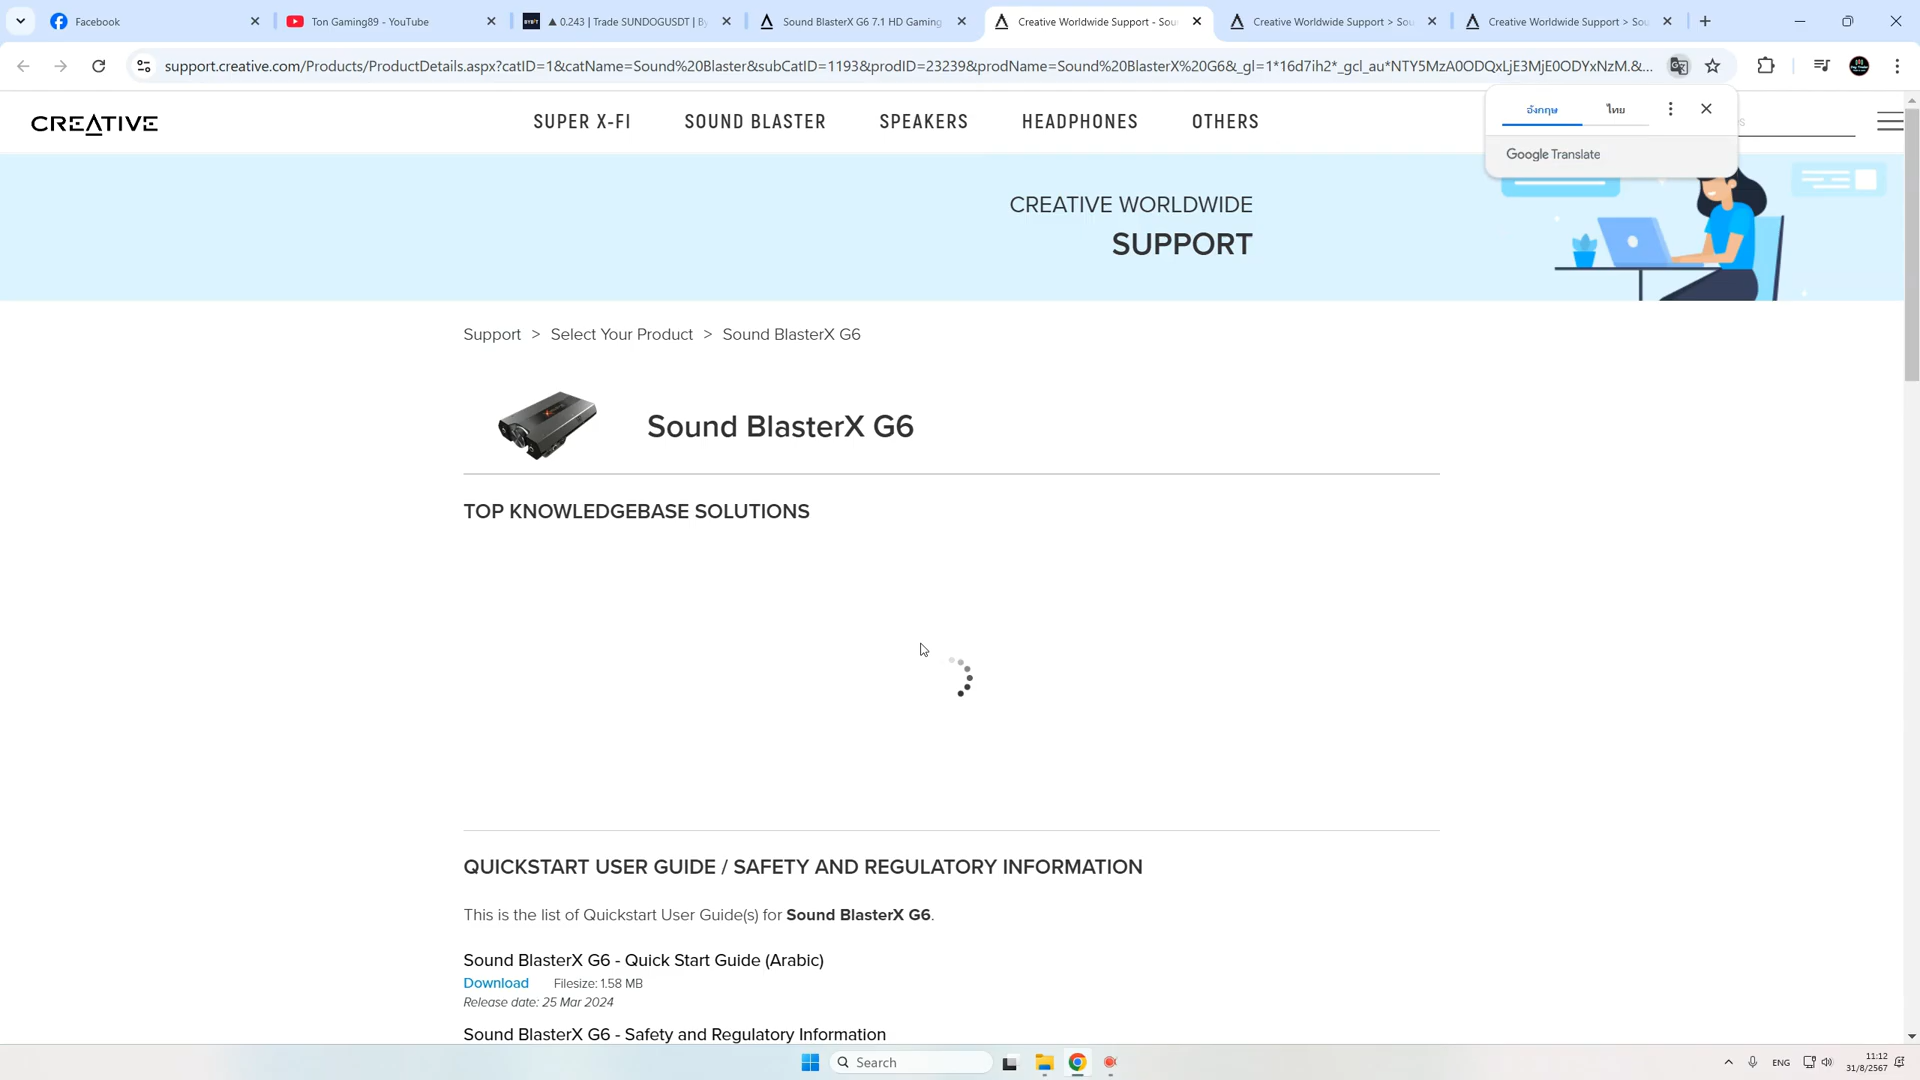 Facebook
Ton Gaming89 - YouTube
▲ 0.243 | Trade SUNDOGUSDT | By
Sound BlasterX G6 7.1 HD Gaming
Creative Worldwide Support - Sou
Creative Worldwide Support > Sou
Creative Worldwide Support > Sou
support.creative.com/Products/ProductDetails.aspx?catID=1&catName=Sound%20Blaster&subCatID=1193&prodID=23239&prodName=Sound%20BlasterX%20G6&_gl=1*16d7ih2*_gcl_au*NTY5MzA0ODQxLjE3MjE0ODYxNzM.&...
CREATIVE
SUPER X-FI
SOUND BLASTER
SPEAKERS
HEADPHONES
OTHERS
อังกฤษ
ไทย
Google Translate
CREATIVE WORLDWIDE
SUPPORT
Support > Select Your Product > Sound BlasterX G6
Sound BlasterX G6
TOP KNOWLEDGEBASE SOLUTIONS
QUICKSTART USER GUIDE / SAFETY AND REGULATORY INFORMATION
This is the list of Quickstart User Guide(s) for Sound BlasterX G6.
Sound BlasterX G6 - Quick Start Guide (Arabic)
Download Filesize: 1.58 MB
Release date: 25 Mar 2024
Sound BlasterX G6 - Safety and Regulatory Information
Search
ENG
11:12
31/8/2567